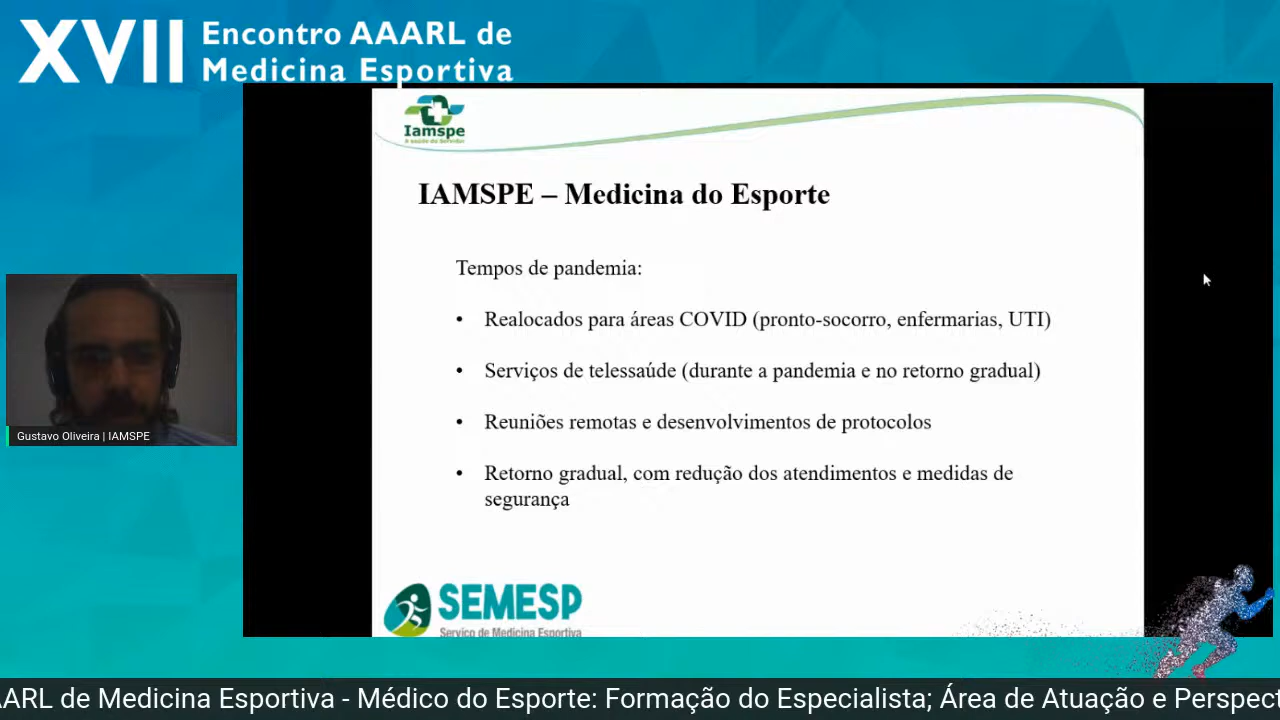 XVII
Encontro AAARL de
Medicina Esportiva
Iamspe
IAMSPE – Medicina do Esporte
Tempos de pandemia:
• Realocados para áreas COVID (pronto-socorro, enfermarias, UTI)
• Serviços de telessaúde (durante a pandemia e no retorno gradual)
• Reuniões remotas e desenvolvimentos de protocolos
• Retorno gradual, com redução dos atendimentos e medidas de
segurança
Gustavo Oliveira | IAMSPE
SEMESP
Serviço de Medicina Esportiva
AARL de Medicina Esportiva - Médico do Esporte: Formação do Especialista; Área de Atuação e Perspect